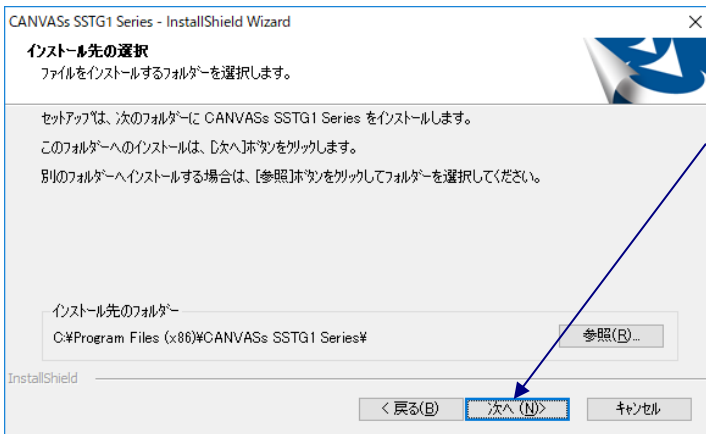 CANVASs SSTG1 Series - InstallShield Wizard
インストール先の選択
ファイルをインストールするフォルダーを選択します。
セットアップは、次のフォルダーに CANVASs SSTG1 Series をインストールします。
このフォルダーへのインストールは、[次へ]ボタンをクリックします。
別のフォルダーへインストールする場合は、[参照]ボタンをクリックしてフォルダーを選択してください。
インストール先のフォルダー
C:¥Program Files (x86)¥CANVASs SSTG1 Series¥
参照(R)...
InstallShield
< 戻る(B)
次へ (N)>
キャンセル